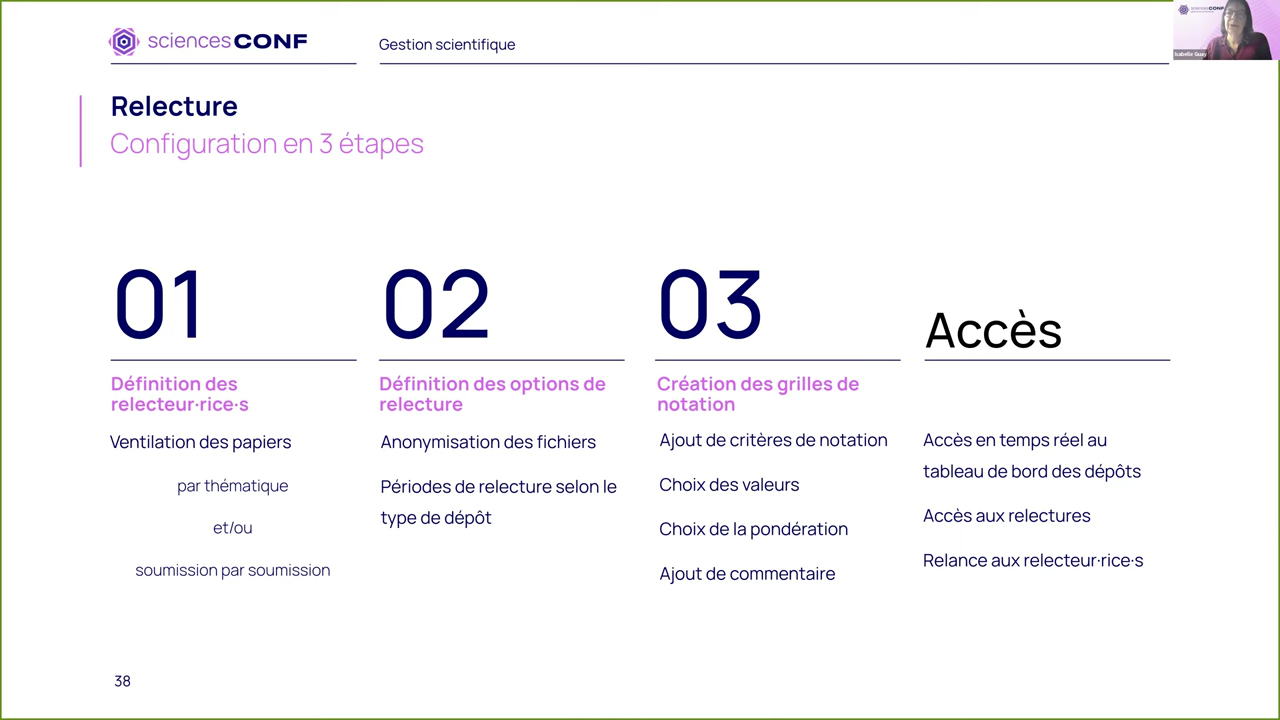 sciencesCONF
Gestion scientifique
sciencesCONF
Isabelle Guay
Relecture
Configuration en 3 étapes
01
Définition des
relecteur·rice·s
Ventilation des papiers
par thématique
et/ou
soumission par soumission
02
Définition des options de
relecture
Anonymisation des fichiers
Périodes de relecture selon le
type de dépôt
03
Création des grilles de
notation
Ajout de critères de notation
Choix des valeurs
Choix de la pondération
Ajout de commentaire
Accès
Accès en temps réel au
tableau de bord des dépôts
Accès aux relectures
Relance aux relecteur·rice·s
38